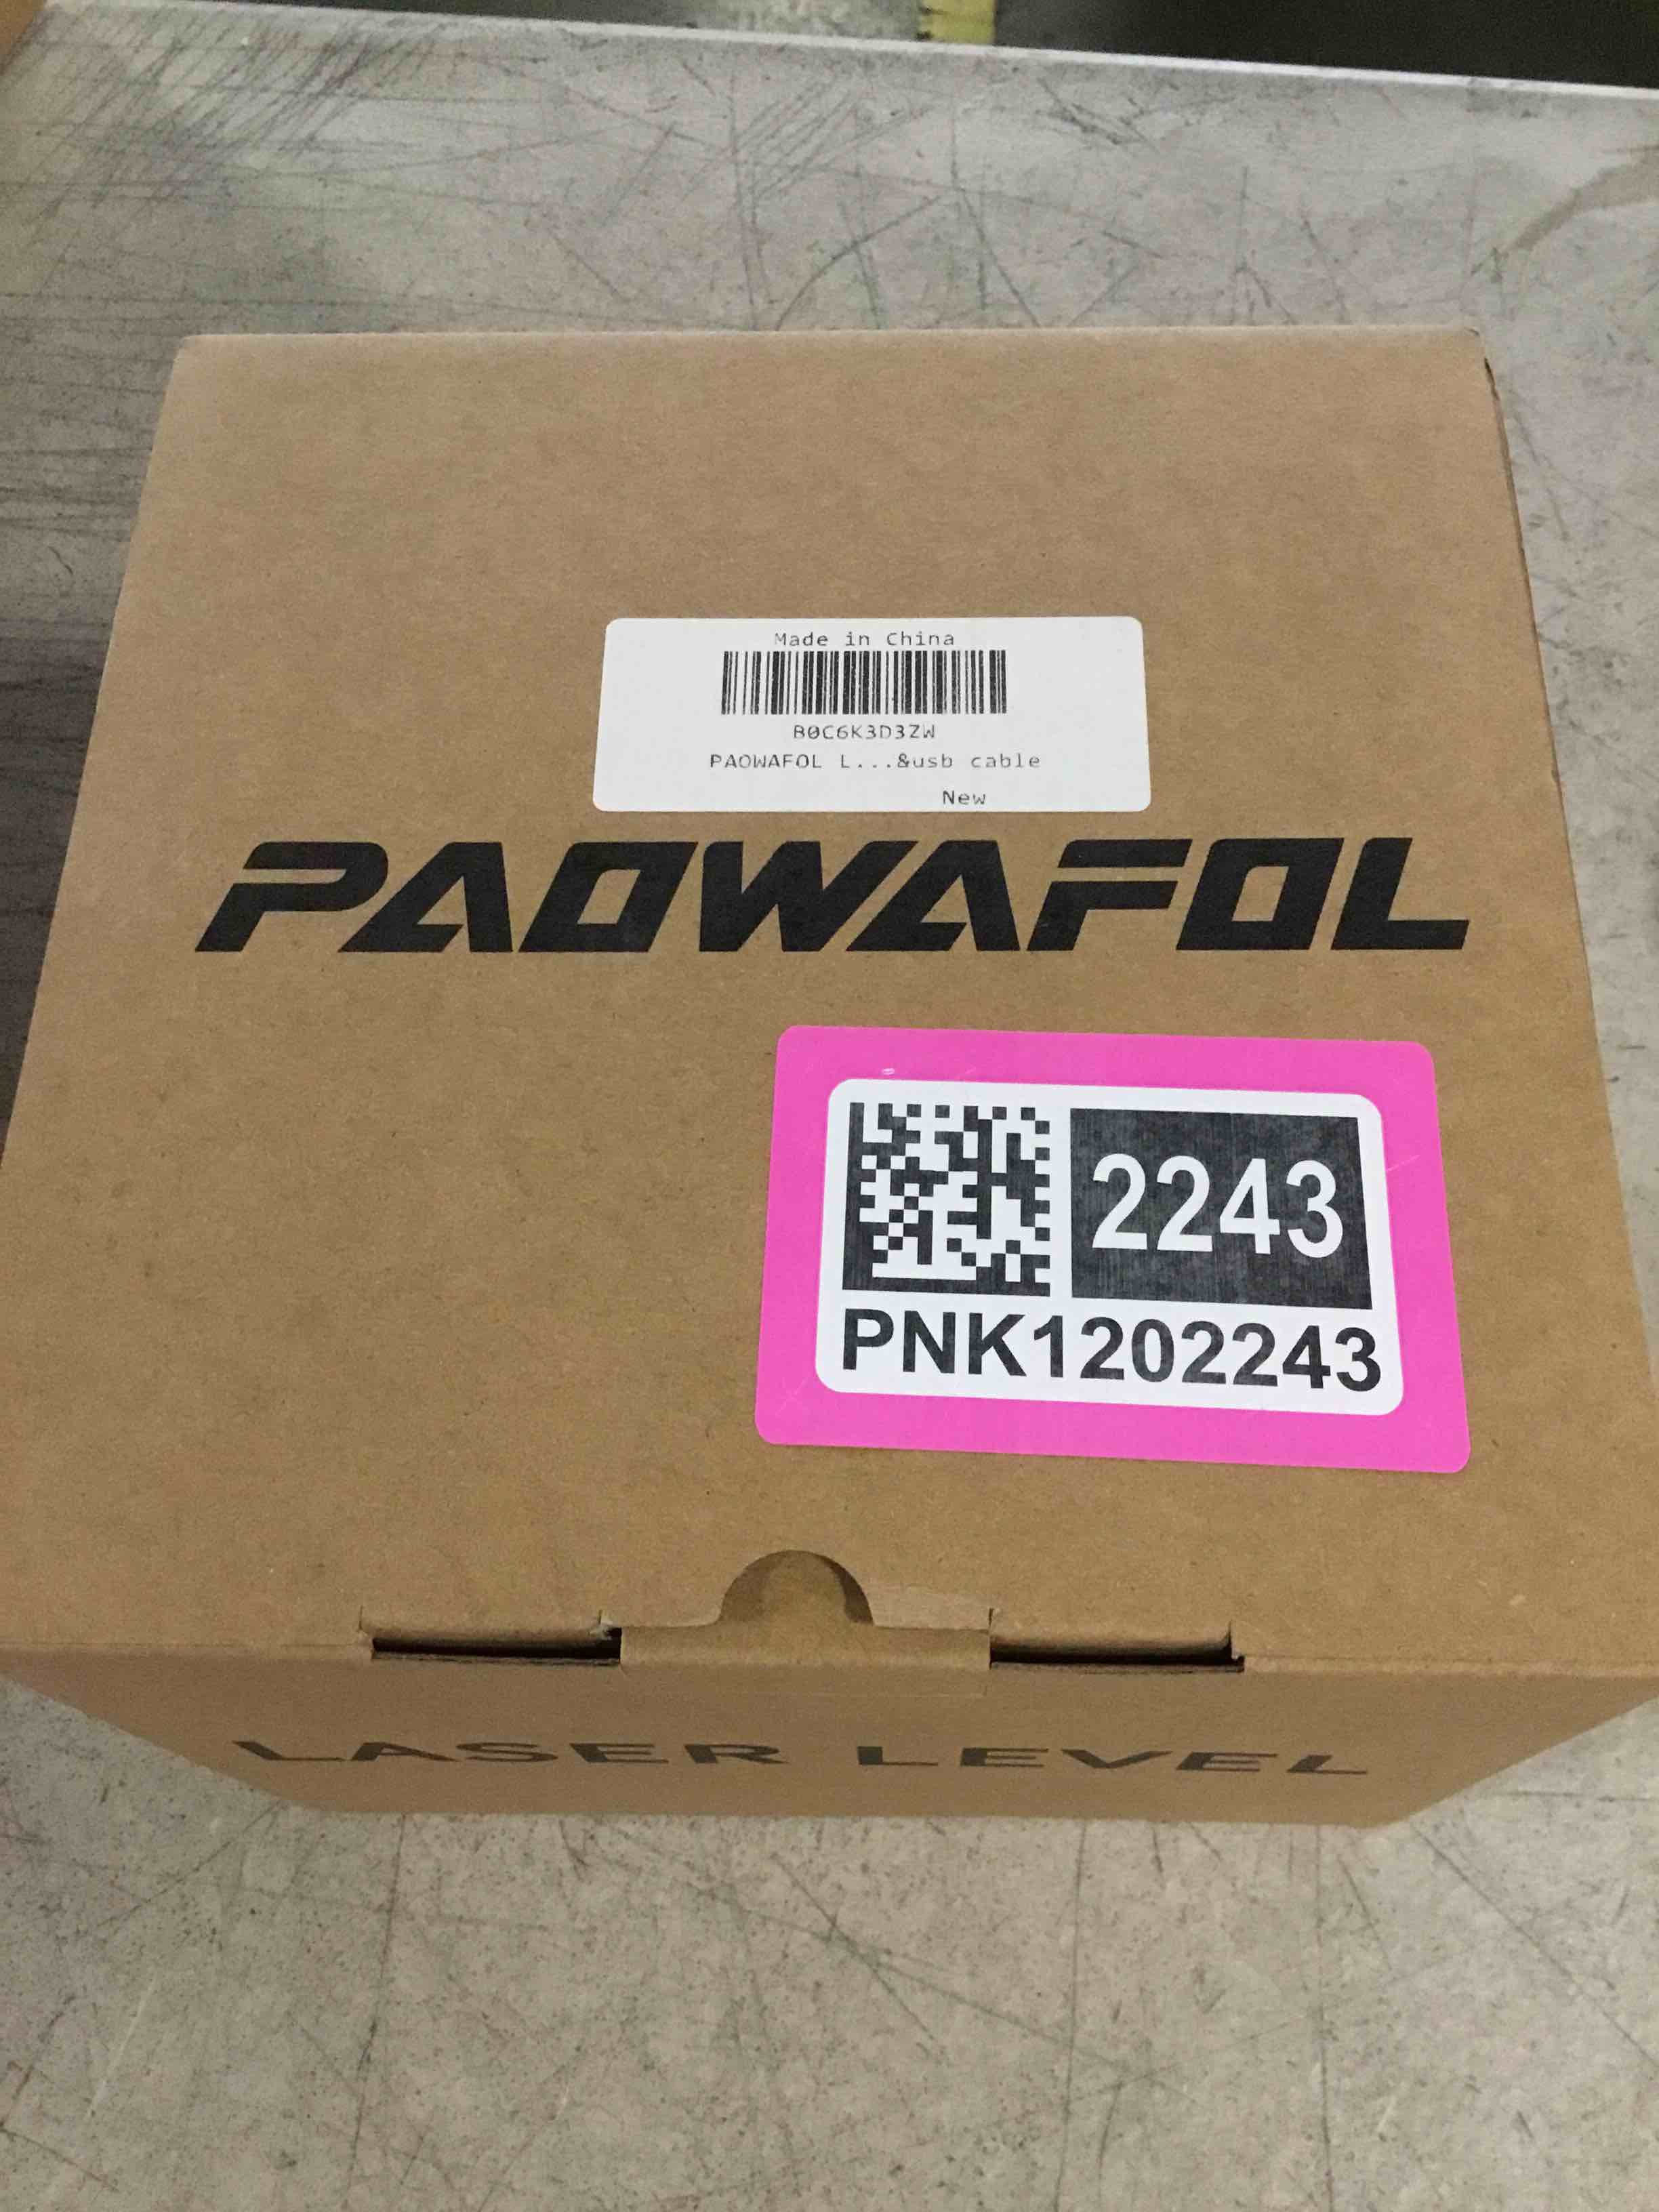 Made in China
B0C6K3D3ZW
PAOWAFOL L...&usb cable
New
PAOWAFOL
2243
PNK1202243
LASER LEVEL